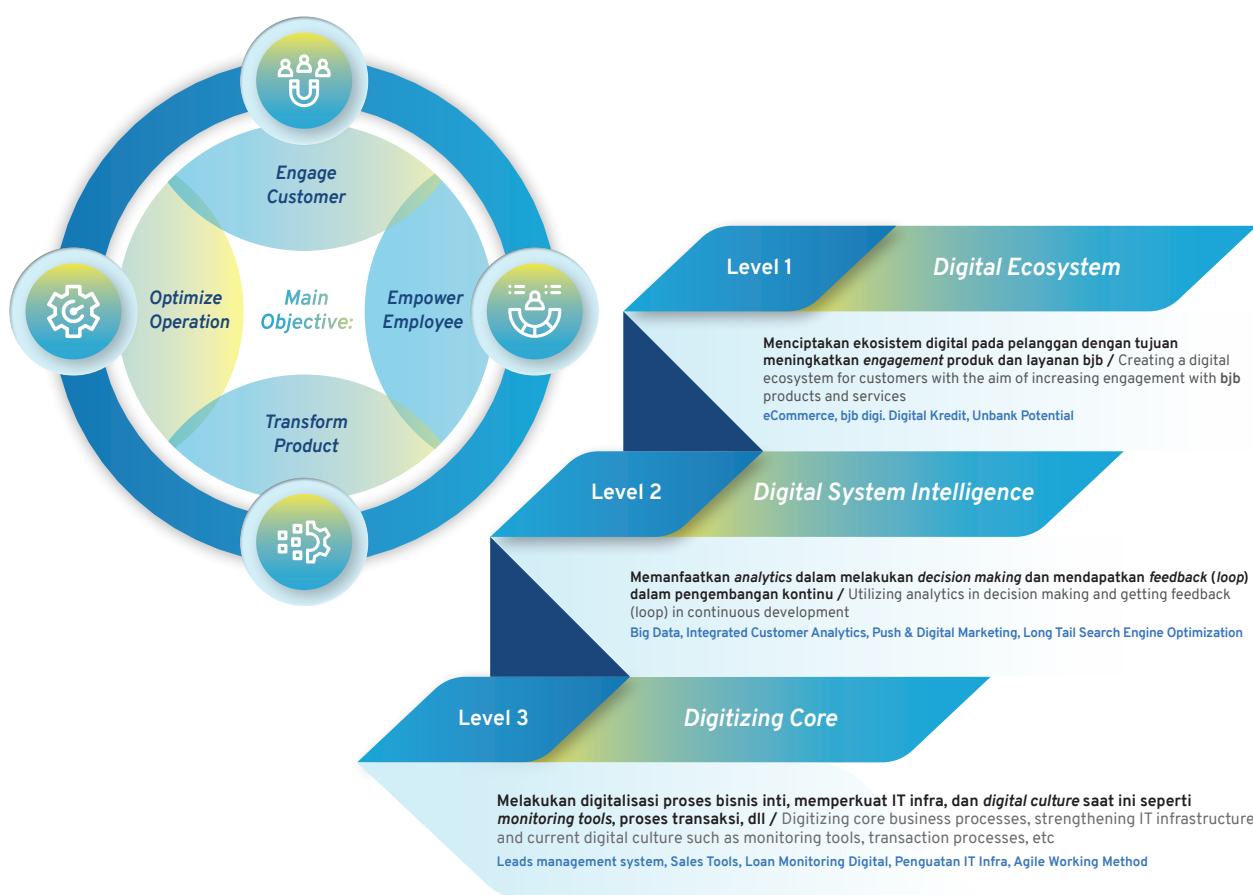 Engage
Customer
Optimize
Operation
Main
Objective:
Empower
Employee
Transform
Product
Level 1
Digital Ecosystem
Menciptakan ekosistem digital pada pelanggan dengan tujuan
meningkatkan engagement produk dan layanan bjb / Creating a digital
ecosystem for customers with the aim of increasing engagement with bjb
products and services
eCommerce, bjb digi. Digital Kredit, Unbank Potential
Level 2
Digital System Intelligence
Memanfaatkan analytics dalam melakukan decision making dan mendapatkan feedback (loop)
dalam pengembangan kontinu / Utilizing analytics in decision making and getting feedback
(loop) in continuous development
Big Data, Integrated Customer Analytics, Push & Digital Marketing, Long Tail Search Engine Optimization
Level 3
Digitizing Core
Melakukan digitalisasi proses bisnis inti, memperkuat IT infra, dan digital culture saat ini seperti
monitoring tools, proses transaksi, dll / Digitizing core business processes, strengthening IT infrastructure
and current digital culture such as monitoring tools, transaction processes, etc
Leads management system, Sales Tools, Loan Monitoring Digital, Penguatan IT Infra, Agile Working Method